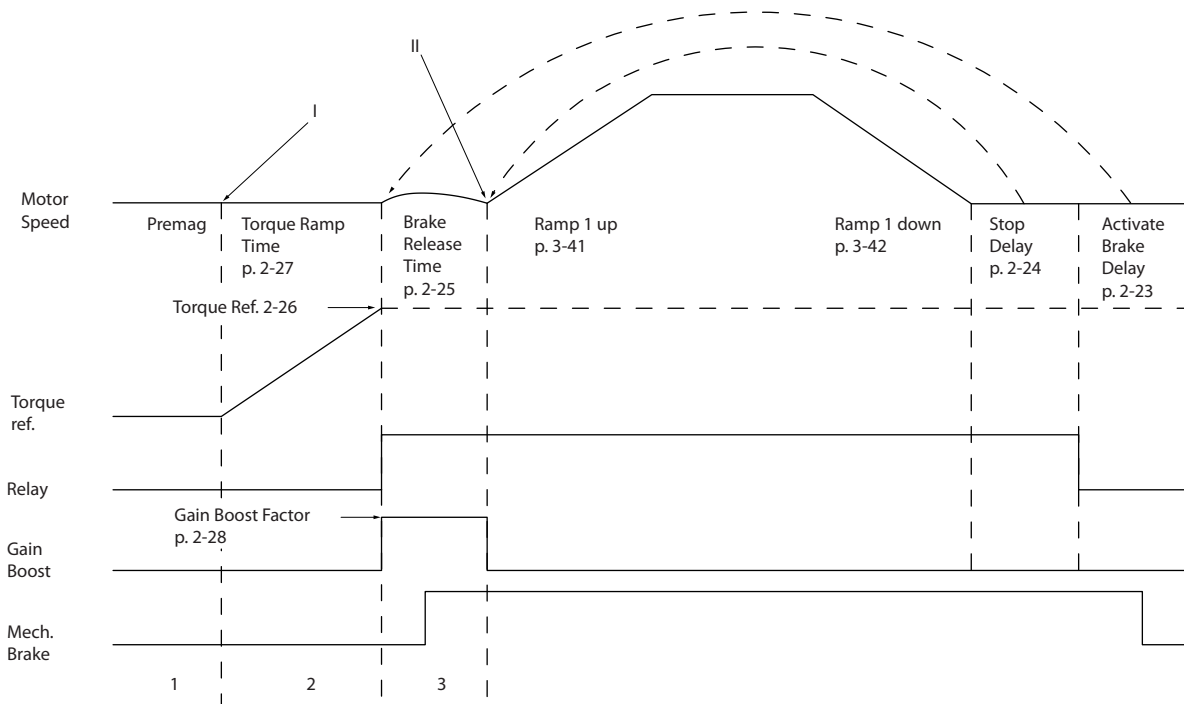 II
I
Motor
Speed
Premag
Torque Ramp
Time
p. 2-27
Brake
Release
Time
p. 2-25
Ramp 1 up
p. 3-41
Ramp 1 down
p. 3-42
Stop
Delay
p. 2-24
Activate
Brake
Delay
p. 2-23
Torque Ref. 2-26
Torque
ref.
Relay
Gain Boost Factor
p. 2-28
Gain
Boost
Mech.
Brake
1
2
3